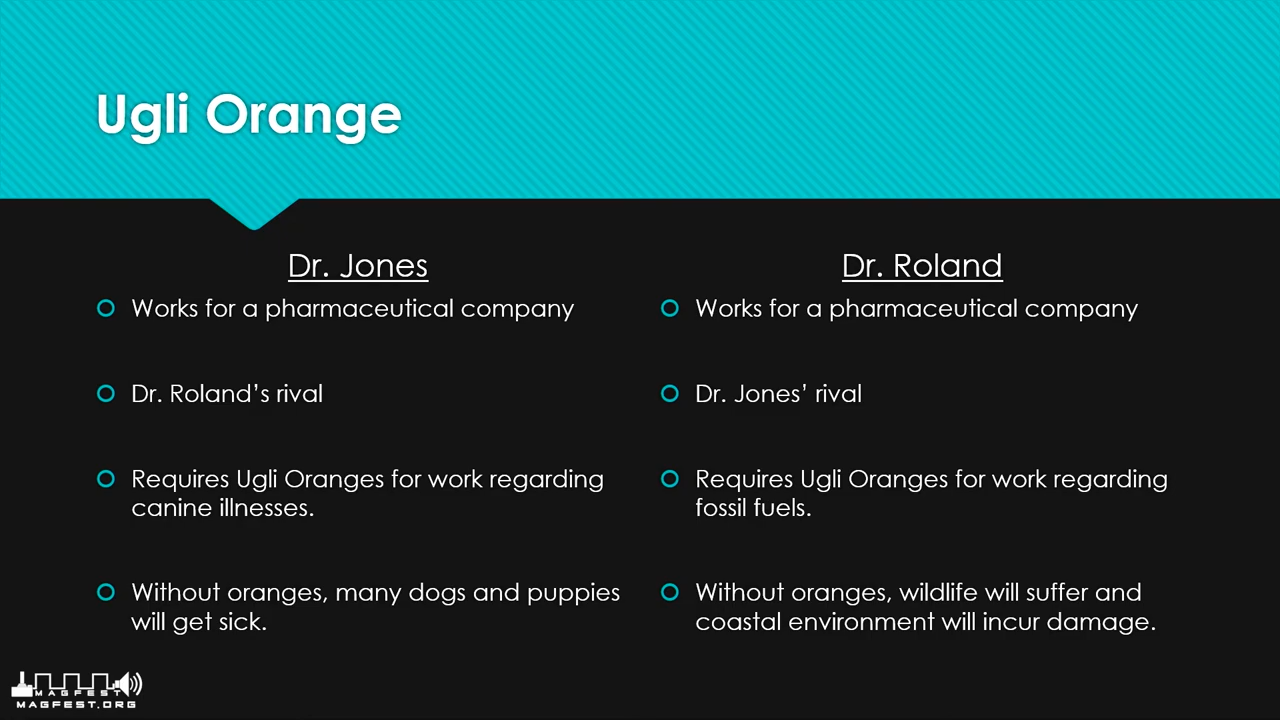 Ugli Orange
Dr. Jones
Works for a pharmaceutical company
Dr. Roland's rival
Requires Ugli Oranges for work regarding
canine illnesses.
Without oranges, many dogs and puppies
will get sick.
Dr. Roland
Works for a pharmaceutical company
Dr. Jones' rival
Requires Ugli Oranges for work regarding
fossil fuels.
Without oranges, wildlife will suffer and
coastal environment will incur damage.
MAGFEST
MAGFEST.ORG